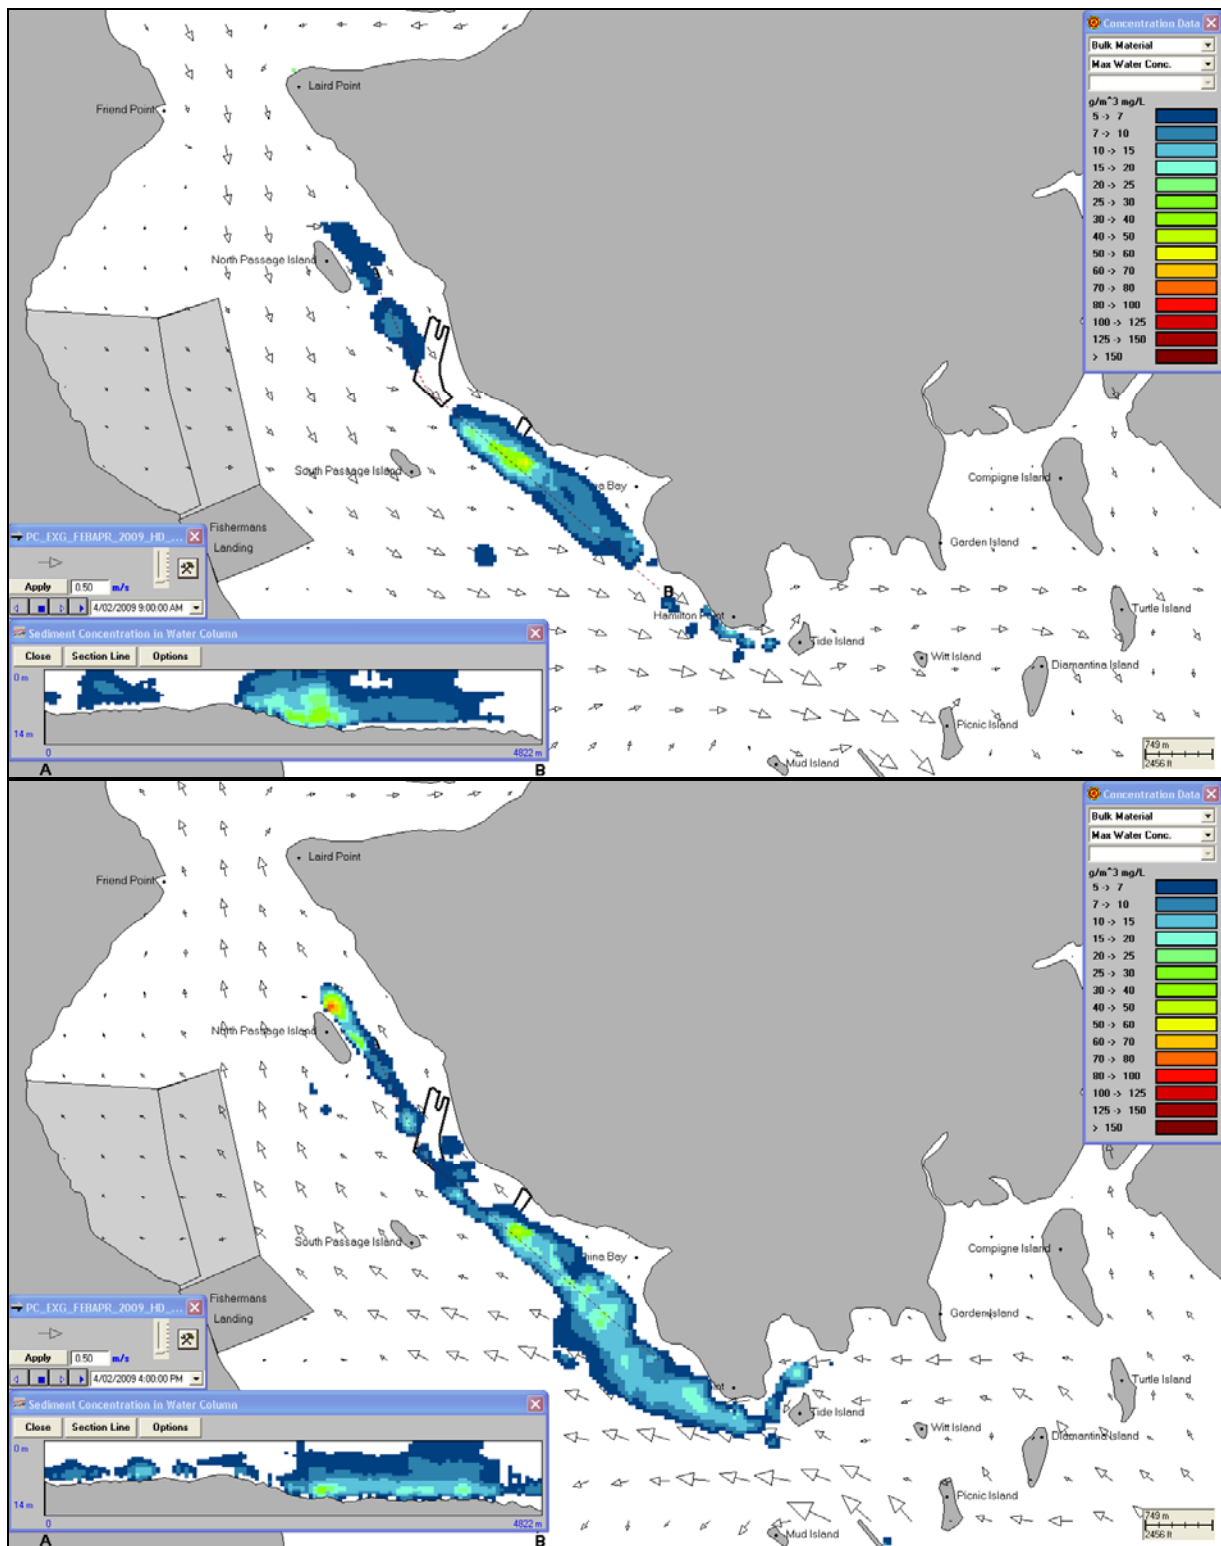 Concentration Data
Bulk Material
Max Water Conc.
g/m^3 mg/L
5 -> 7
7 -> 10
10 -> 15
15 -> 20
20 -> 25
25 -> 30
30 -> 40
40 -> 50
50 -> 60
60 -> 70
70 -> 80
80 -> 100
100 -> 125
125 -> 150
> 150
Laird Point
Friend Point
North Passage Island
South Passage Island
Bay
Compigne Island
Garden Island
Fishermans
Landing
B
Hamilton Point
Turtle Island
Tide Island
Witt Island
Diamantina Island
Picnic Island
Mud Island
749 m
2456 ft
PC_EXG_FEBAPR_2009_HD_...
Apply 0.50 m/s
4/02/2009 9:00:00 AM
Sediment Concentration in Water Column
Close Section Line Options
0 m
14 m
0 4822 m
A B
Concentration Data
Bulk Material
Max Water Conc.
g/m^3 mg/L
5 -> 7
7 -> 10
10 -> 15
15 -> 20
20 -> 25
25 -> 30
30 -> 40
40 -> 50
50 -> 60
60 -> 70
70 -> 80
80 -> 100
100 -> 125
125 -> 150
> 150
Laird Point
Friend Point
North Passage Island
South Passage Island
hina Bay
Compigne Island
Garden Island
Fishermans
Landing
Turtle Island
Tide Island
Witt Island
Diamantina Island
Picnic Island
Mud Island
749 m
2456 ft
PC_EXG_FEBAPR_2009_HD_...
Apply 0.50 m/s
4/02/2009 4:00:00 PM
Sediment Concentration in Water Column
Close Section Line Options
0 m
14 m
0 4822 m
A B